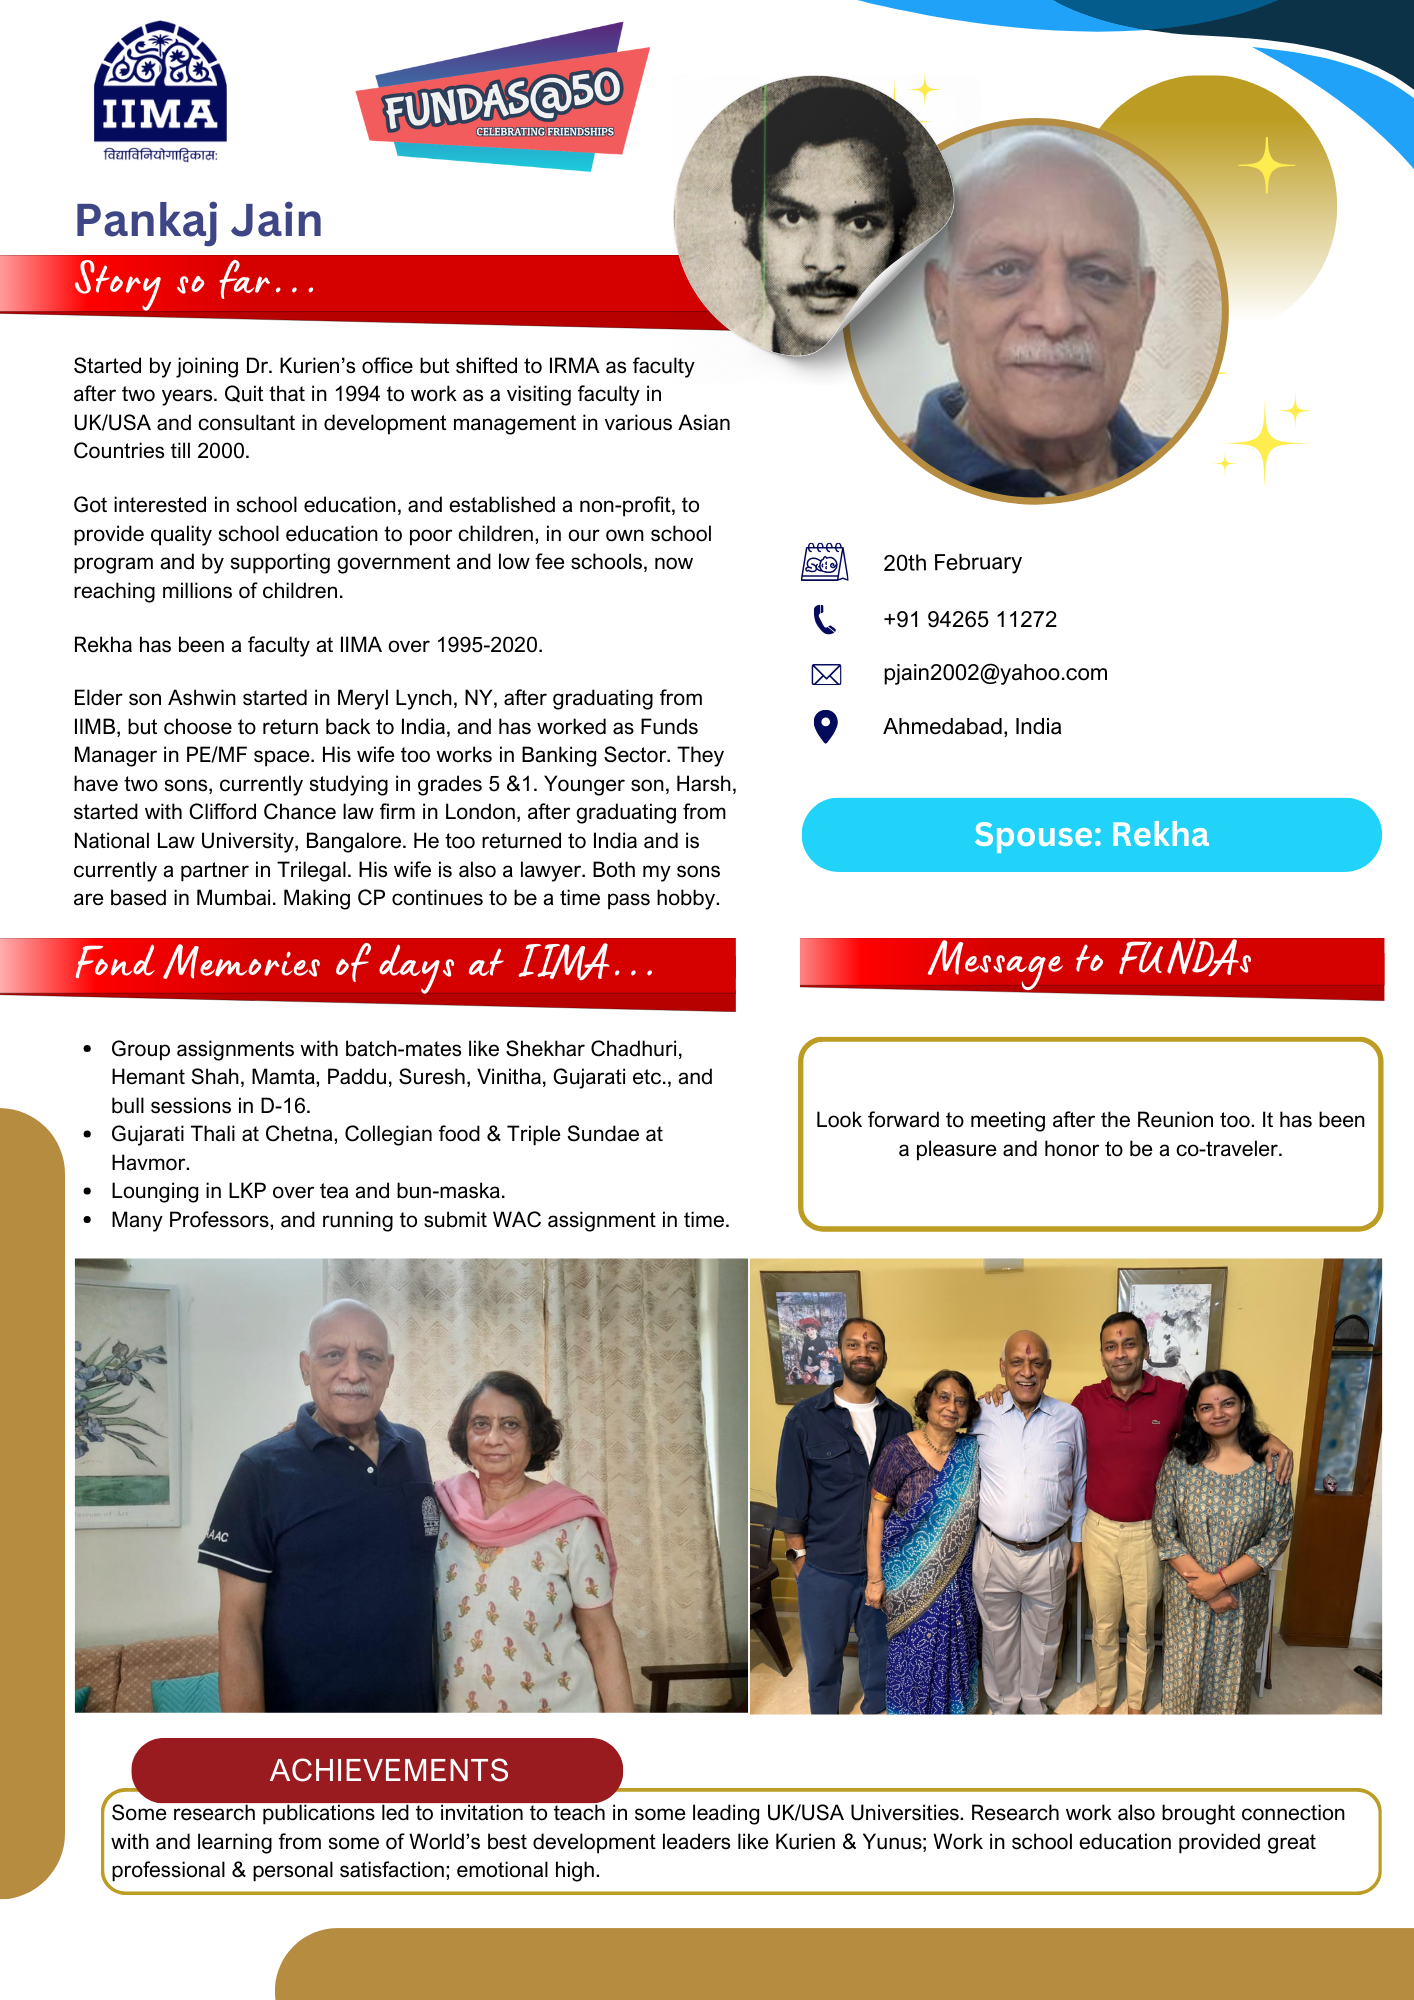 IIMA
विद्याविनियोगाद्विकास:
FUNDAS@50
CELEBRATING FRIENDSHIPS
Pankaj Jain
Story so far...
Started by joining Dr. Kurien’s office but shifted to IRMA as faculty
after two years. Quit that in 1994 to work as a visiting faculty in
UK/USA and consultant in development management in various Asian
Countries till 2000.
Got interested in school education, and established a non-profit, to
provide quality school education to poor children, in our own school
program and by supporting government and low fee schools, now
reaching millions of children.
Rekha has been a faculty at IIMA over 1995-2020.
Elder son Ashwin started in Meryl Lynch, NY, after graduating from
IIMB, but choose to return back to India, and has worked as Funds
Manager in PE/MF space. His wife too works in Banking Sector. They
have two sons, currently studying in grades 5 &1. Younger son, Harsh,
started with Clifford Chance law firm in London, after graduating from
National Law University, Bangalore. He too returned to India and is
currently a partner in Trilegal. His wife is also a lawyer. Both my sons
are based in Mumbai. Making CP continues to be a time pass hobby.
20th February
+91 94265 11272
pjain2002@yahoo.com
Ahmedabad, India
Spouse: Rekha
Fond Memories of days at IIMA...
Group assignments with batch-mates like Shekhar Chadhuri,
Hemant Shah, Mamta, Paddu, Suresh, Vinitha, Gujarati etc., and
bull sessions in D-16.
Gujarati Thali at Chetna, Collegian food & Triple Sundae at
Havmor.
Lounging in LKP over tea and bun-maska.
Many Professors, and running to submit WAC assignment in time.
Message to FUNDAs
Look forward to meeting after the Reunion too. It has been
a pleasure and honor to be a co-traveler.
ACHIEVEMENTS
Some research publications led to invitation to teach in some leading UK/USA Universities. Research work also brought connection
with and learning from some of World’s best development leaders like Kurien & Yunus; Work in school education provided great
professional & personal satisfaction; emotional high.